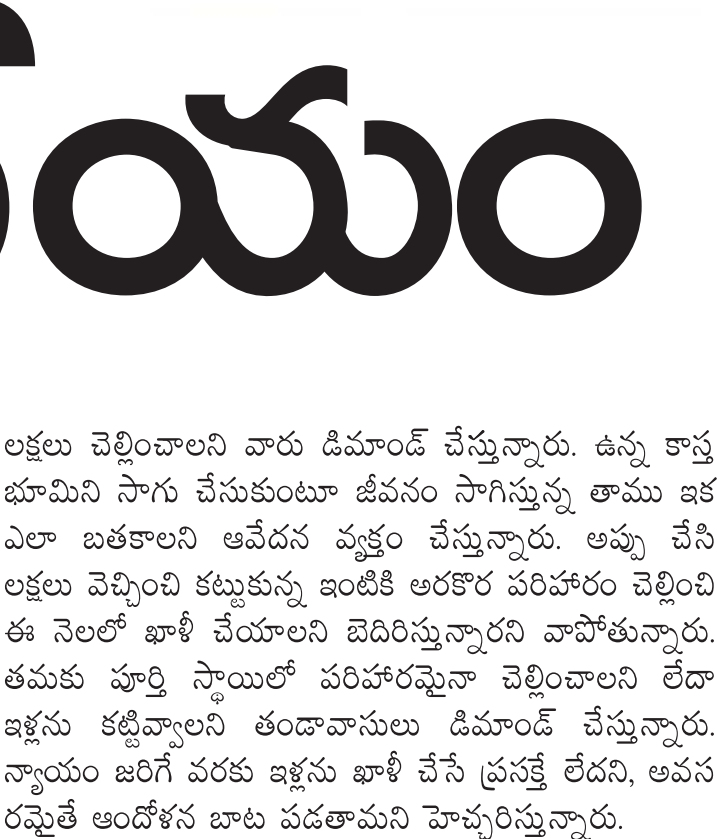 యం
లక్షలు చెల్లించాలని వారు డిమాండ్ చేస్తున్నారు. ఉన్న కాస్త
భూమిని సాగు చేసుకుంటూ జీవనం సాగిస్తున్న తాము ఇక
ఎలా బతకాలని ఆవేదన వ్యక్తం చేస్తున్నారు. అప్పు చేసి
లక్షలు వెచ్చించి కట్టుకున్న ఇంటికి అరకొర పరిహారం చెల్లించి
ఈ నెలలో ఖాళీ చేయాలని బెదిరిస్తున్నారని వాపోతున్నారు.
తమకు పూర్తి స్థాయిలో పరిహారమైనా చెల్లించాలని లేదా
ఇళ్లను కట్టివ్వాలని తండావాసులు డిమాండ్ చేస్తున్నారు.
న్యాయం జరిగే వరకు ఇళ్లను ఖాళీ చేసే ప్రసక్తే లేదని, అవస
రమైతే ఆందోళన బాట పడతామని హెచ్చరిస్తున్నారు.